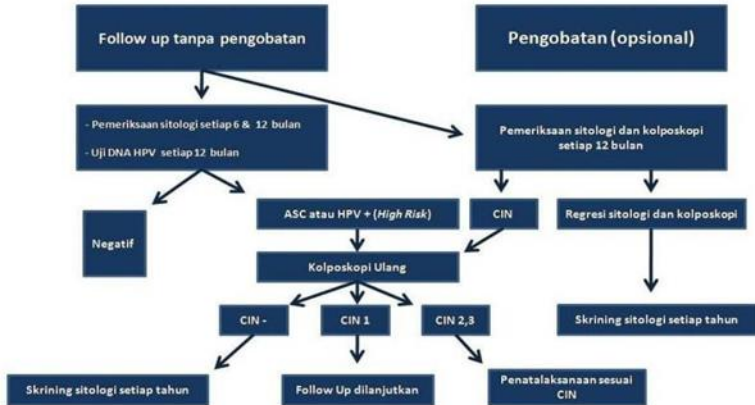 Follow up tanpa pengobatan
Pengobatan (opsional)
- Pemeriksaan sitologi setiap 6 & 12 bulan
- Uji DNA HPV setiap 12 bulan
Pemeriksaan sitologi dan kolposkopi
setiap 12 bulan
Negatif
ASC atau HPV + (High Risk)
CIN
Regresi sitologi dan kolposkopi
Kolposkopi Ulang
CIN -
CIN 1
CIN 2,3
Skrining sitologi setiap tahun
Skrining sitologi setiap tahun
Follow Up dilanjutkan
Penatalaksanaan sesuai
CIN